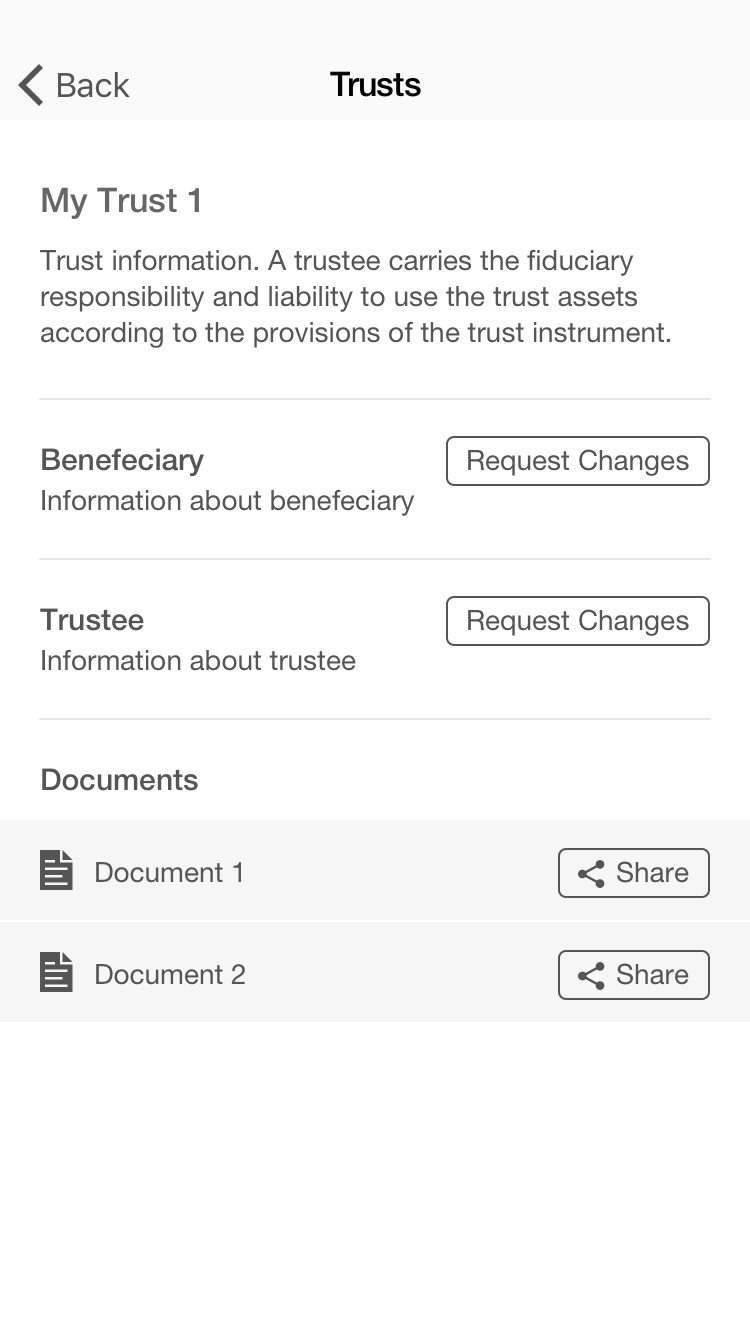 Back
Trusts
My Trust 1
Trust information. A trustee carries the fiduciary
responsibility and liability to use the trust assets
according to the provisions of the trust instrument.
Benefeciary
Request Changes
Information about benefeciary
Trustee
Request Changes
Information about trustee
Documents
Document 1
Share
Document 2
Share